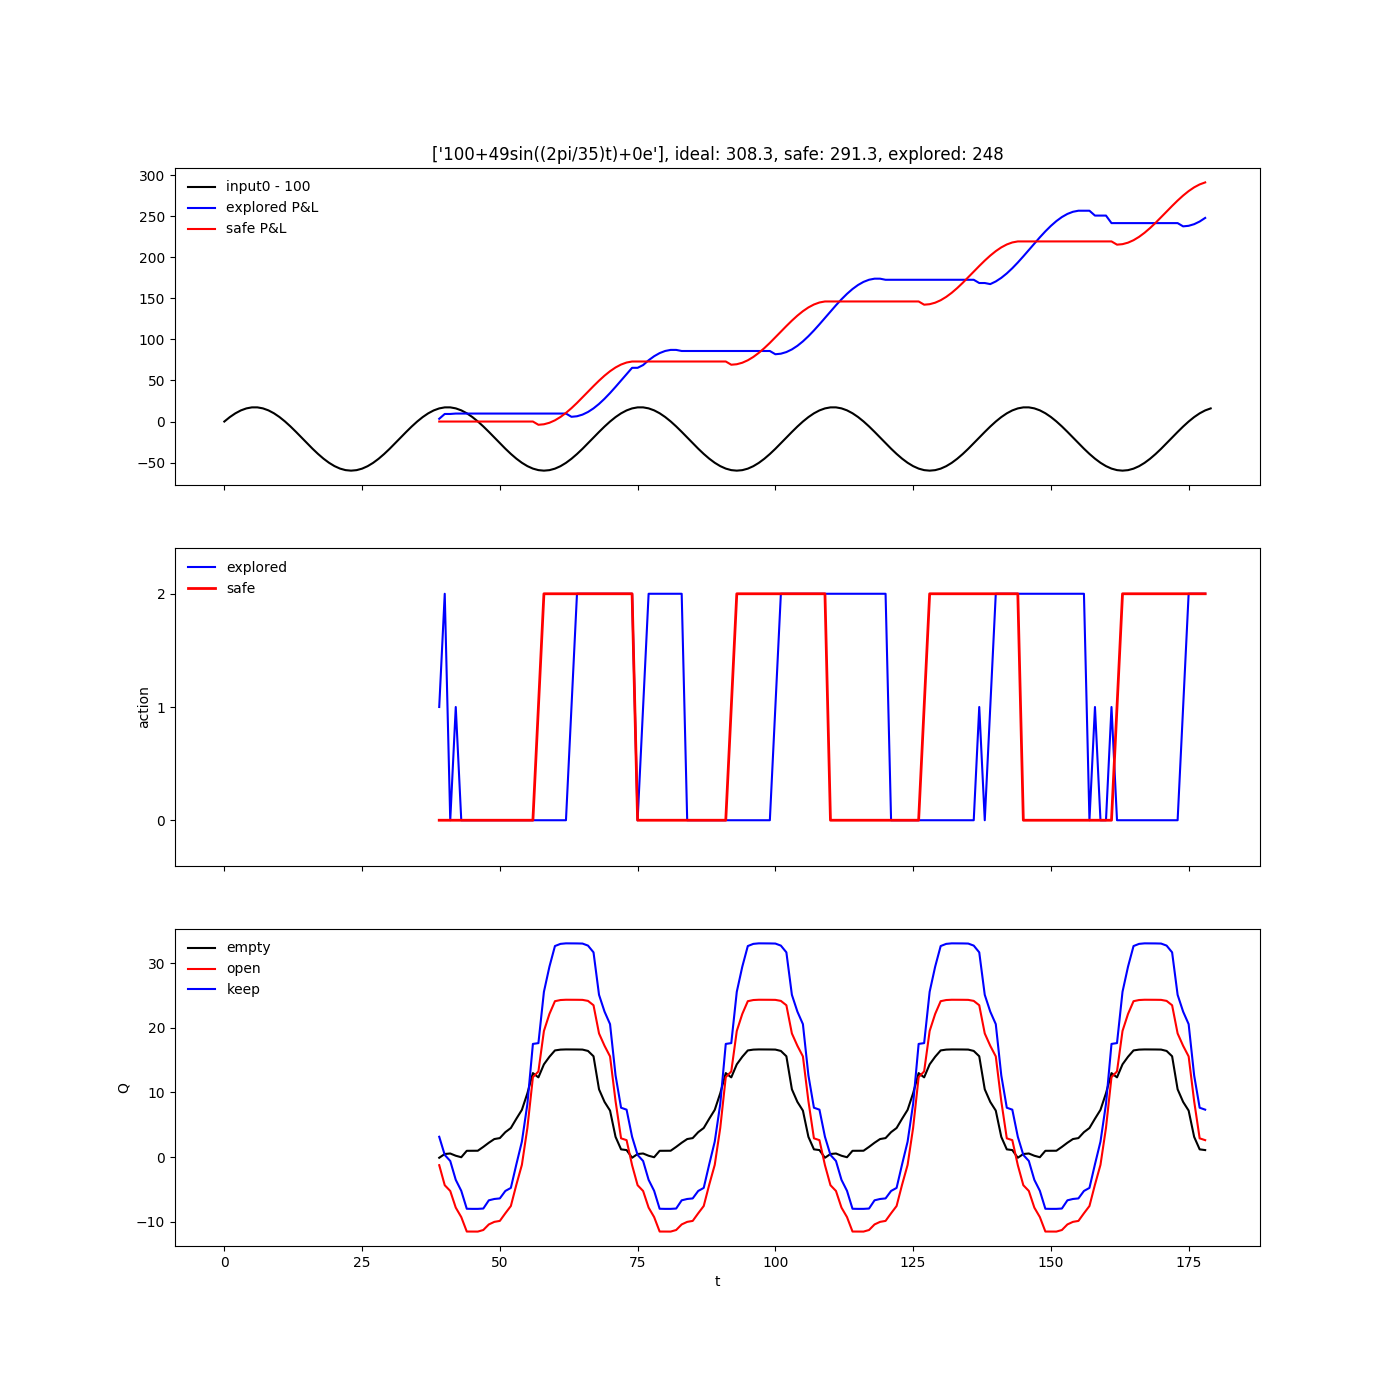 ['100+49sin((2pi/35)t)+0e'], ideal: 308.3, safe: 291.3, explored: 248
300
250
200
150
100
50
0
−50
input0 - 100
explored P&L
safe P&L
2
1
0
action
explored
safe
30
20
10
0
−10
Q
empty
open
keep
0 25 50 75 100 125 150 175
t